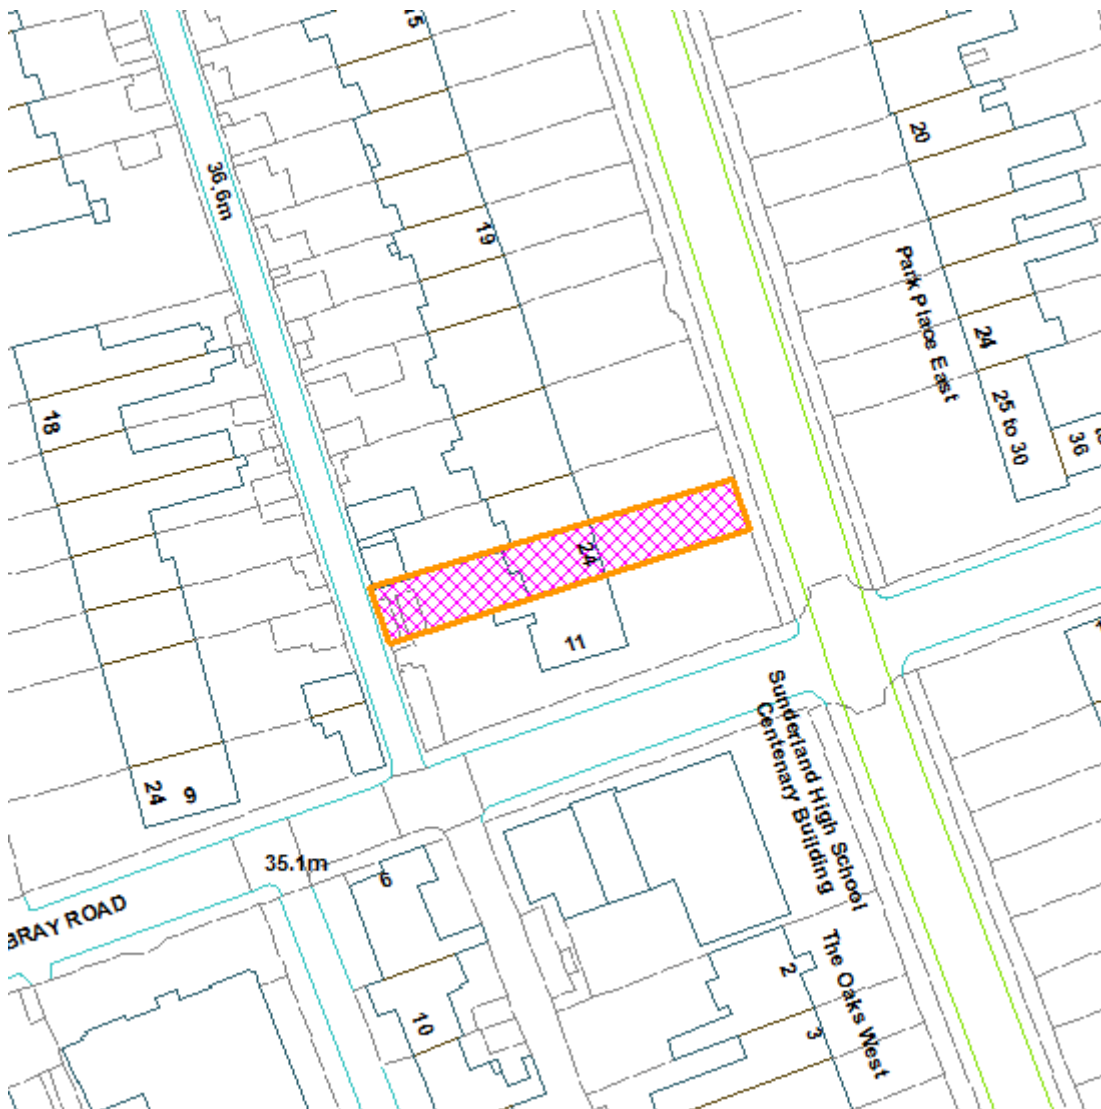 15
36.6m
20
19
Park Place East
24
18
25 to 30
36
24
11
Sunderland High School
Centenary Building
24
9
35.1m
6
BRAY ROAD
The Oaks West
2
10
3